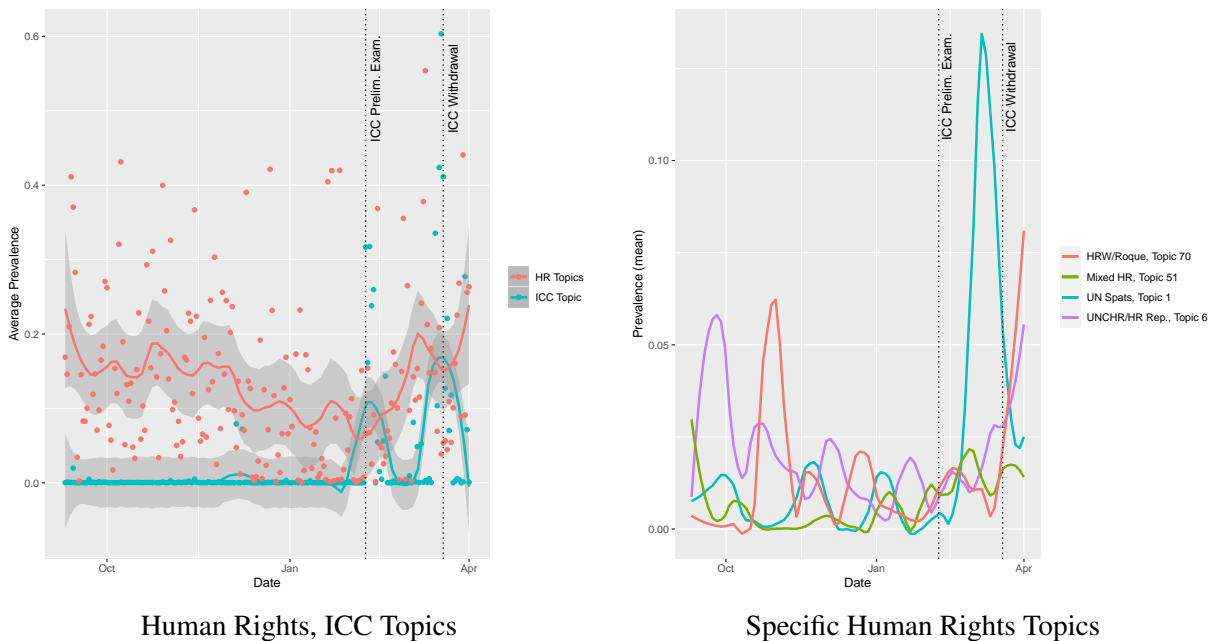 0.6
0.4
0.2
0.0
Average Prevalence
ICC Prelim. Exam.
ICC Withdrawal
Oct
Jan
Apr
Date
HR Topics
ICC Topic
Human Rights, ICC Topics
0.10
0.05
0.00
Prevalence (mean)
ICC Prelim. Exam.
ICC Withdrawal
Oct
Jan
Apr
Date
HRW/Roque, Topic 70
Mixed HR, Topic 51
UN Spats, Topic 1
UNCHR/HR Rep., Topic 6
Specific Human Rights Topics